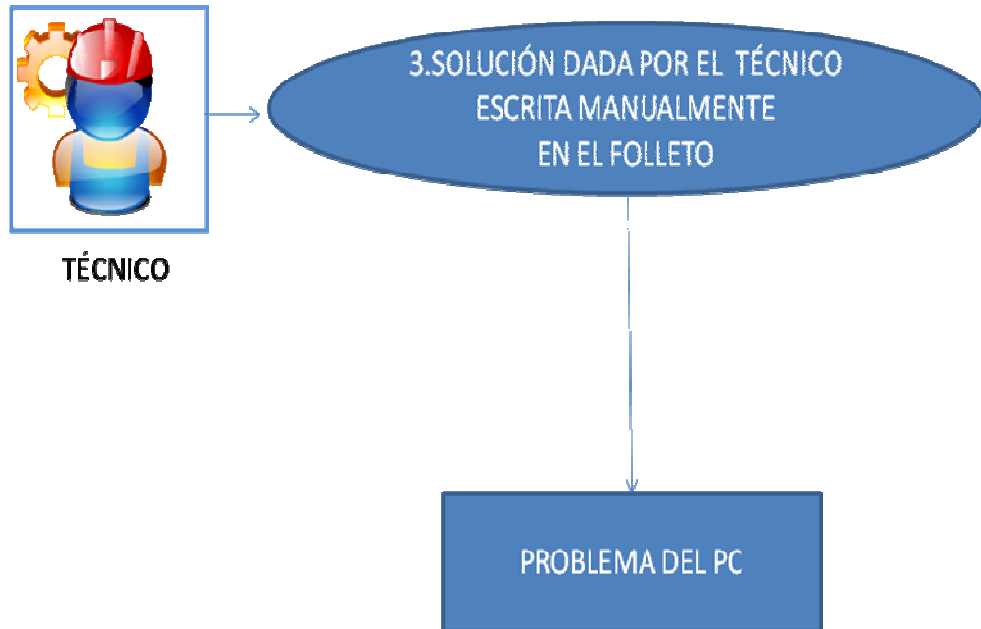 3.SOLUCIÓN DADA POR EL TÉCNICO
ESCRITA MANUALMENTE
EN EL FOLLETO
TÉCNICO
PROBLEMA DEL PC